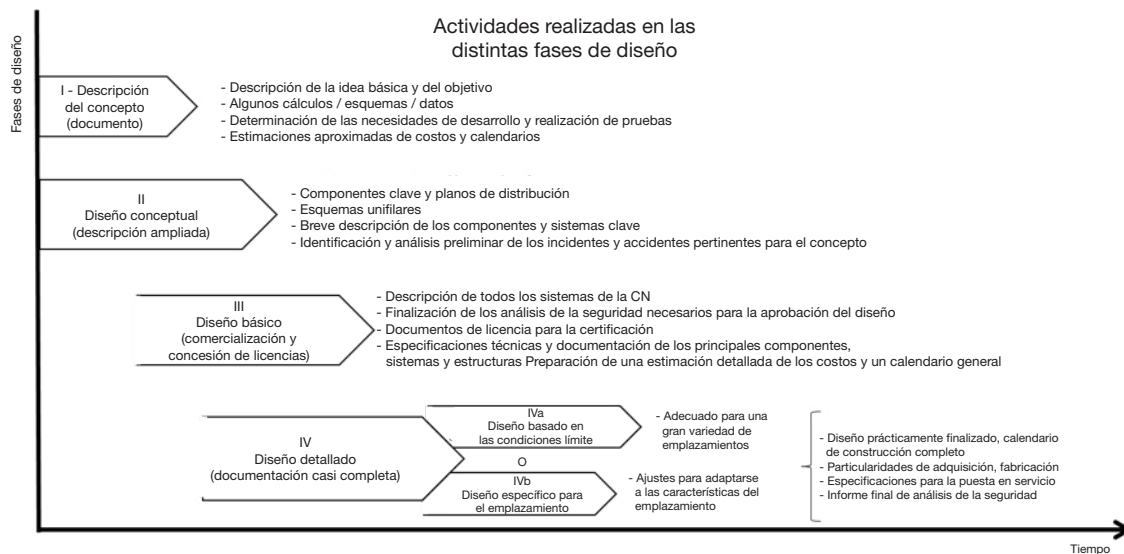 Actividades realizadas en las
distintas fases de diseño
Fases de diseño
I - Descripción
del concepto
(documento)
- Descripción de la idea básica y del objetivo
- Algunos cálculos / esquemas / datos
- Determinación de las necesidades de desarrollo y realización de pruebas
- Estimaciones aproximadas de costos y calendarios
II
Diseño conceptual
(descripción ampliada)
- Componentes clave y planos de distribución
- Esquemas unifilares
- Breve descripción de los componentes y sistemas clave
- Identificación y análisis preliminar de los incidentes y accidentes pertinentes para el concepto
III
Diseño básico
(comercialización y
concesión de licencias)
- Descripción de todos los sistemas de la CN
- Finalización de los análisis de la seguridad necesarios para la aprobación del diseño
- Documentos de licencia para la certificación
- Especificaciones técnicas y documentación de los principales componentes,
sistemas y estructuras Preparación de una estimación detallada de los costos y un calendario general
IV
Diseño detallado
(documentación casi completa)
IVa
Diseño basado en
las condiciones límite
- Adecuado para una
gran variedad de
emplazamientos
O
IVb
Diseño específico para
el emplazamiento
- Ajustes para adaptarse
a las características del
emplazamiento
- Diseño prácticamente finalizado, calendario
de construcción completo
- Particularidades de adquisición, fabricación
- Especificaciones para la puesta en servicio
- Informe final de análisis de la seguridad
Tiempo